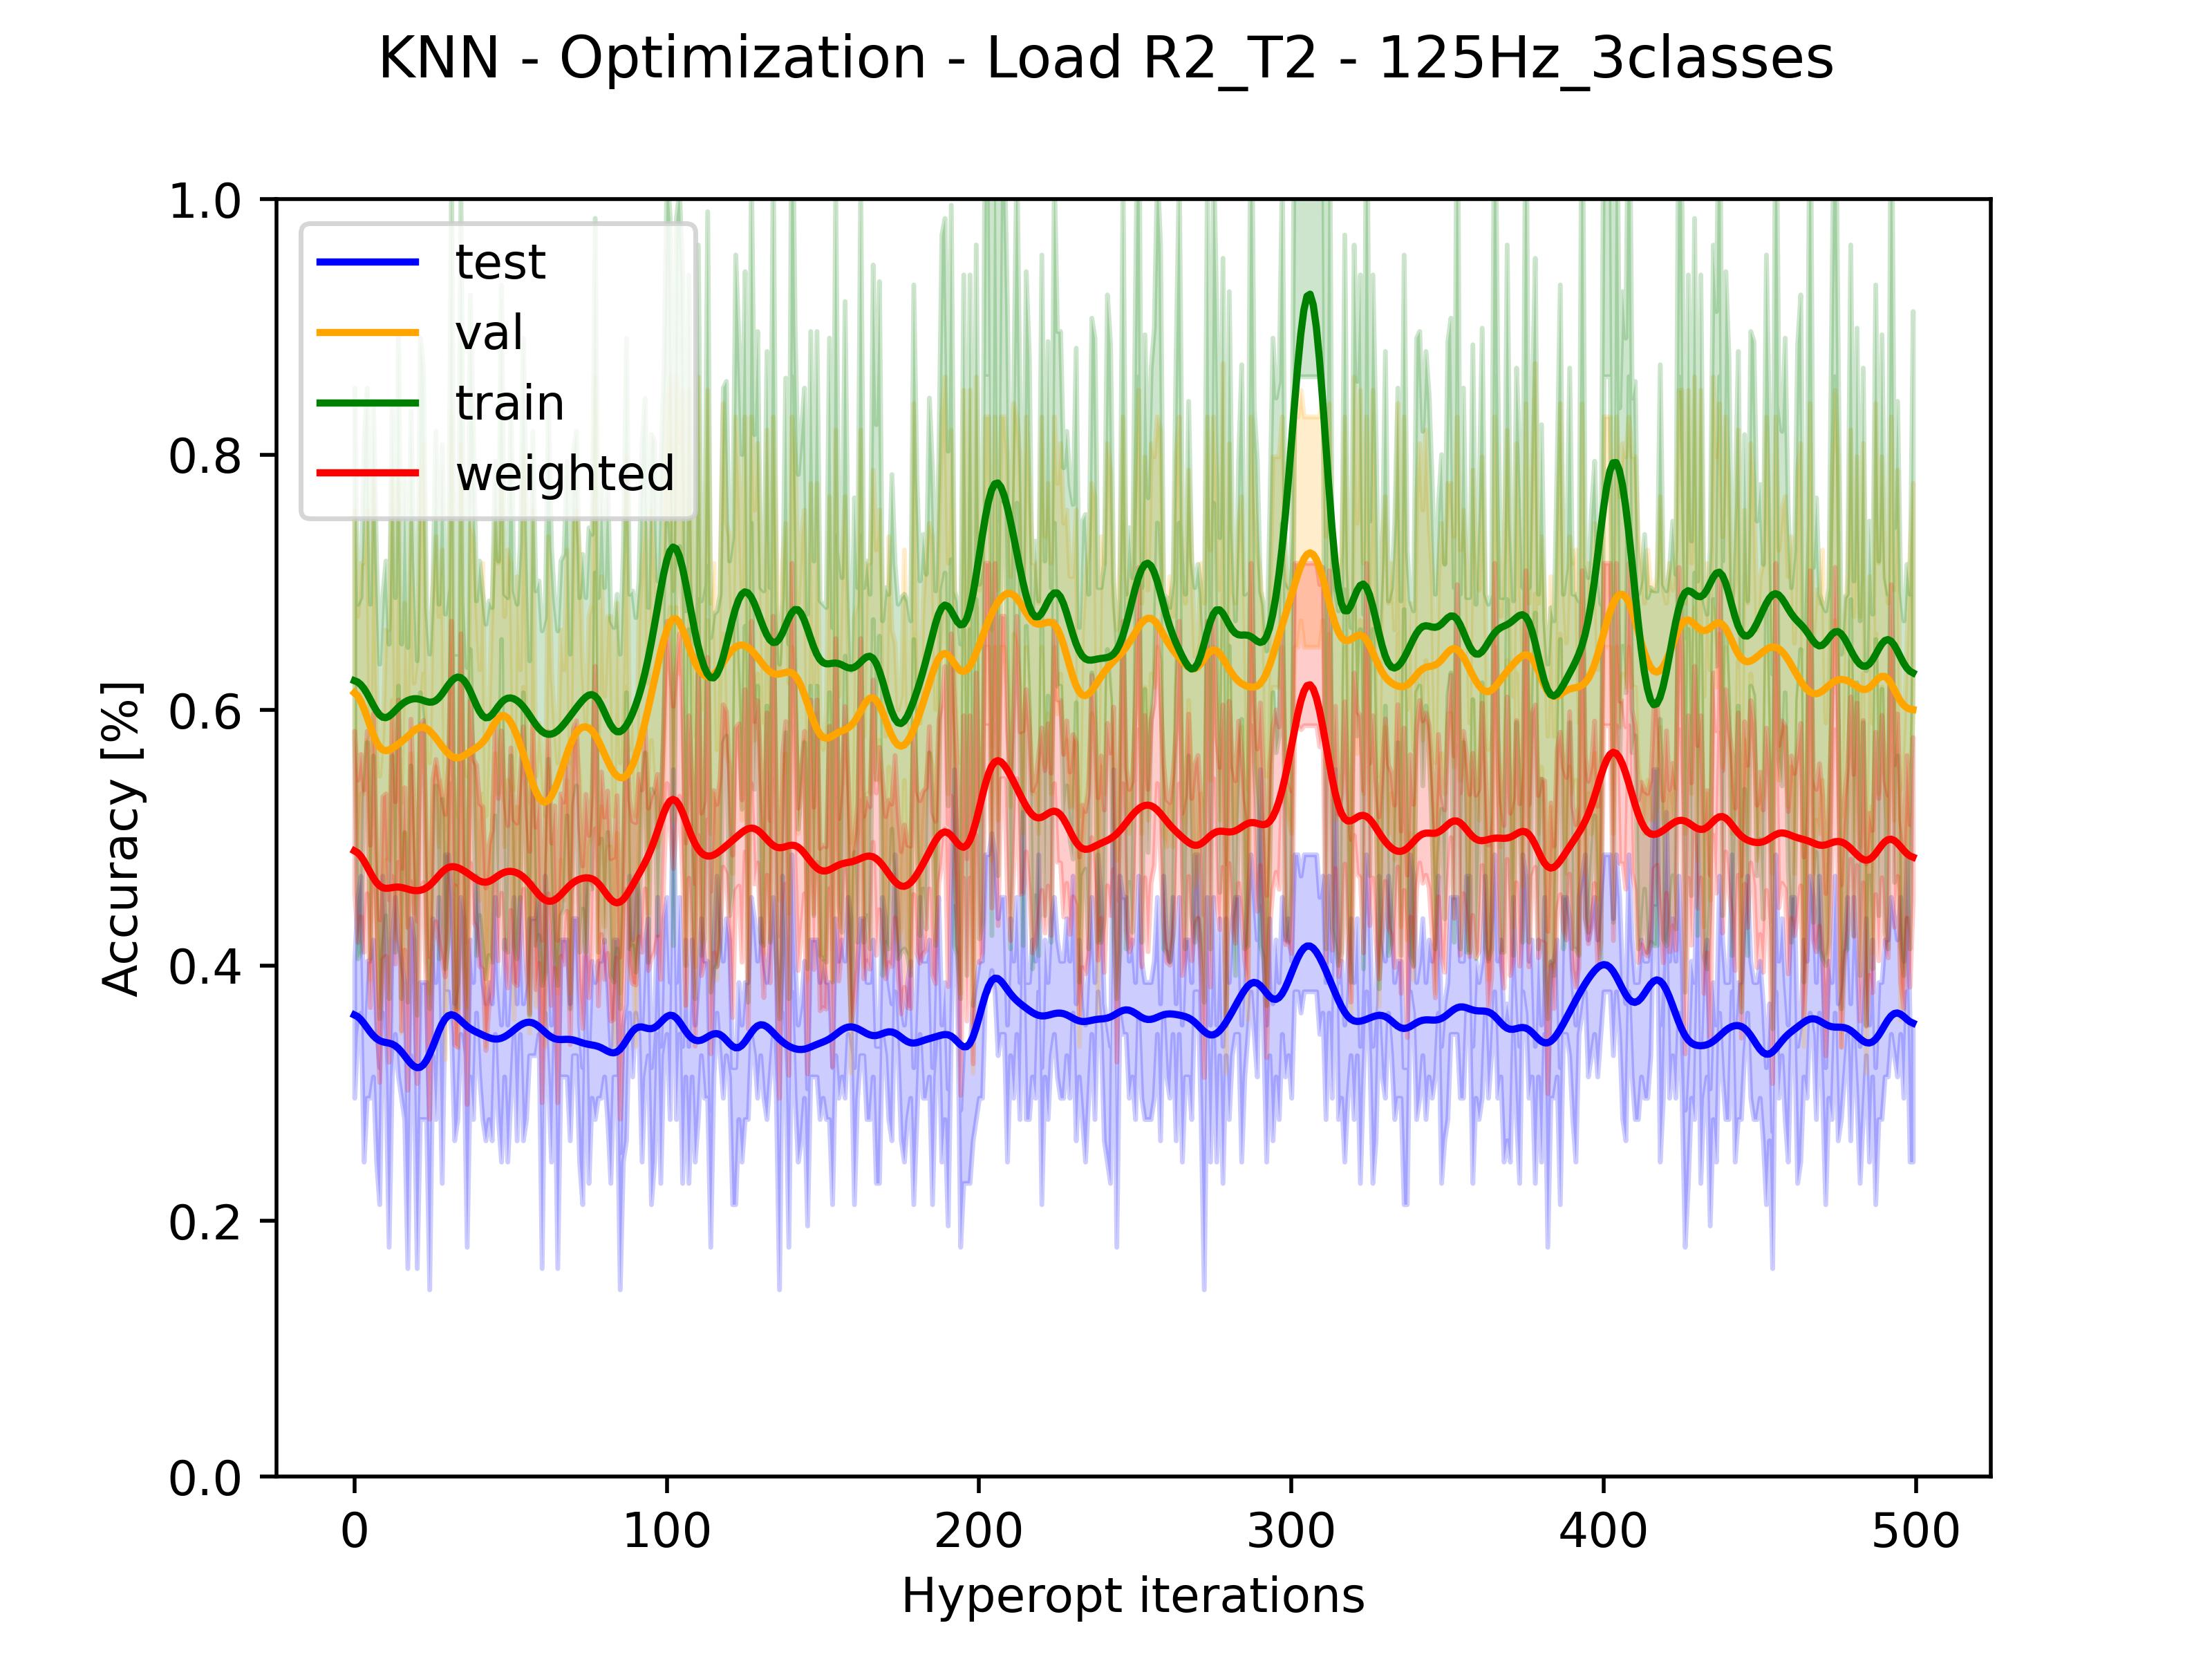 KNN - Optimization - Load R2_T2 - 125Hz_3classes
1.0
test
val
train
weighted
0.8
0.6
Accuracy [%]
0.4
0.2
0.0
0 100 200 300 400 500
Hyperopt iterations